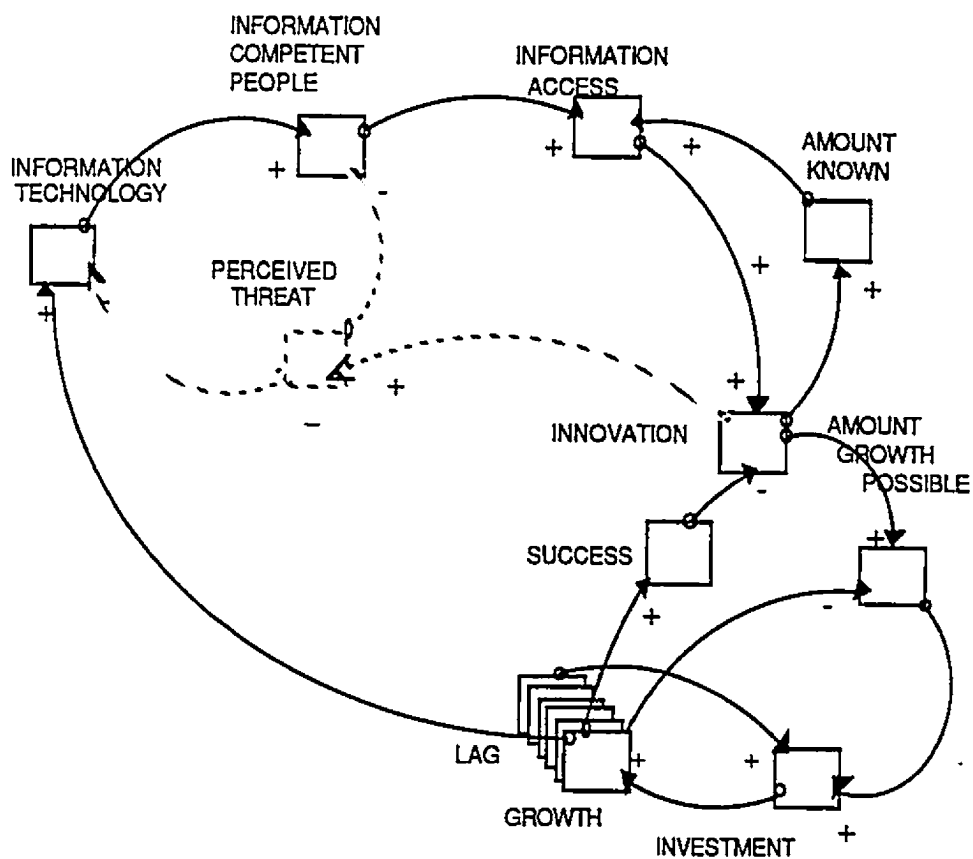 INFORMATION
COMPETENT
PEOPLE
INFORMATION
ACCESS
AMOUNT
KNOWN
INFORMATION
TECHNOLOGY
+
+
+
+
-
PERCEIVED
THREAT
+
+
+
+
+
-
INNOVATION
AMOUNT
GROWTH
POSSIBLE
-
+
SUCCESS
-
+
LAG
+
+
GROWTH
+
INVESTMENT